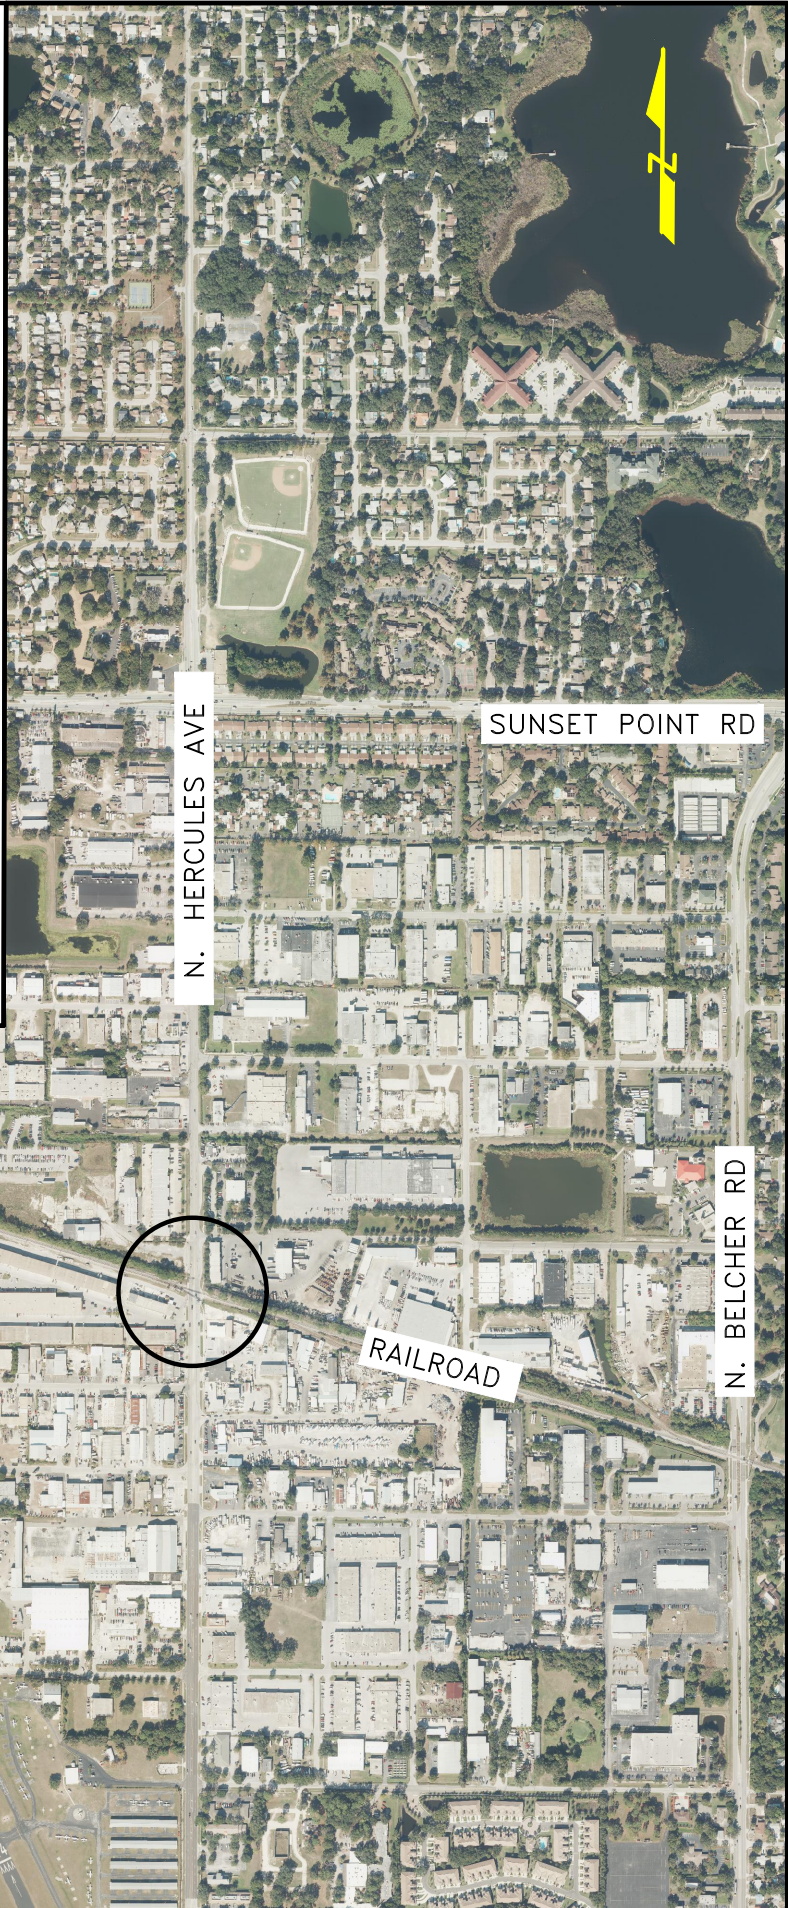 N
SUNSET POINT RD
N. HERCULES AVE
N. BELCHER RD
RAILROAD